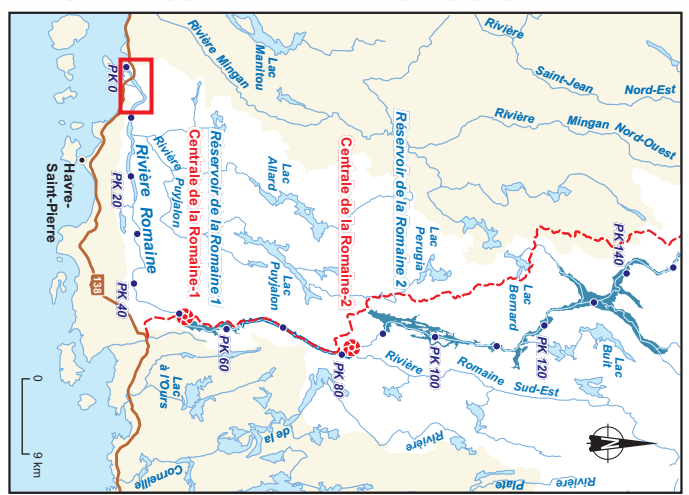 Rivière
Saint-Jean
Nord-Est
Rivière
Mingan Nord-Ouest
Rivière Mingan
Lac
Manitou
PK 0
Centrale de la Romaine-1
Réservoir de la Romaine 1
Rivière
Puyjalon
Lac
Allard
Centrale de la Romaine-2
Réservoir de la Romaine 2
Lac
Perugia
PK 140
Rivière Romaine
Havre-
Saint-Pierre
PK 20
PK 40
138
Lac
Puyjalon
Lac
Bernard
Lac
Buit
PK 60
PK 80
PK 100
PK 120
Rivière
Romaine
Sud-Est
Lac
à l'Ours
0
9 km
N
Corneille
de la
Rivière
Rivière
Plate